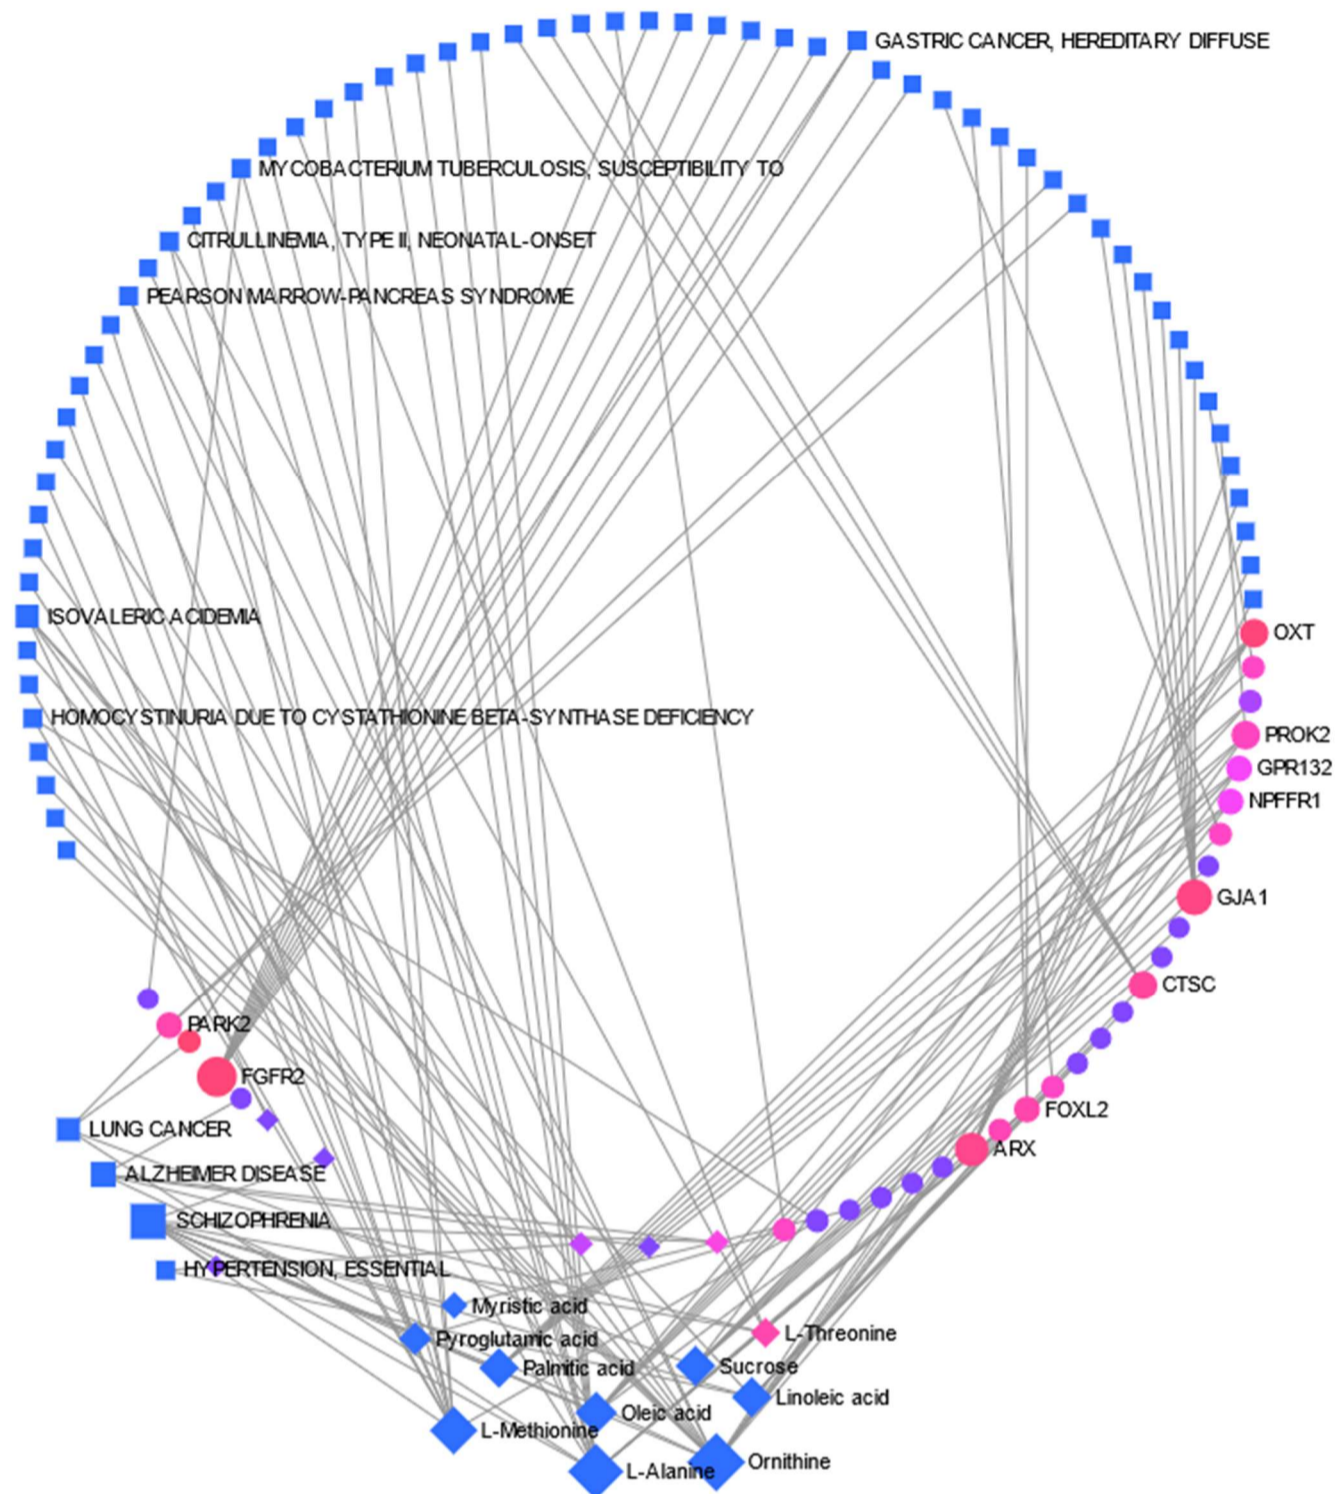 GASTRIC CANCER, HEREDITARY DIFFUSE
MYCOBACTERIUM TUBERCULOSIS, SUSCEPTIBILITY TO
CITRULLINEMIA, TYPE II, NEONATAL-ONSET
PEARSON MARROW-PANCREAS SYNDROME
ISOVALERIC ACIDEMIA
OXT
HOMOCYSTINURIA DUE TO CYSTATHIONINE BETA-SYNTHASE DEFICIENCY
PROK2
GPR132
NPFFR1
GJA1
CTSC
PARK2
FGFR2
FOXL2
LUNG CANCER
ARX
ALZHEIMER DISEASE
SCHIZOPHRENIA
HYPERTENSION, ESSENTIAL
Myristic acid
L-Threonine
Pyroglutamic acid
Palmitic acid
Sucrose
Linoleic acid
Oleic acid
L-Methionine
Ornithine
L-Alanine